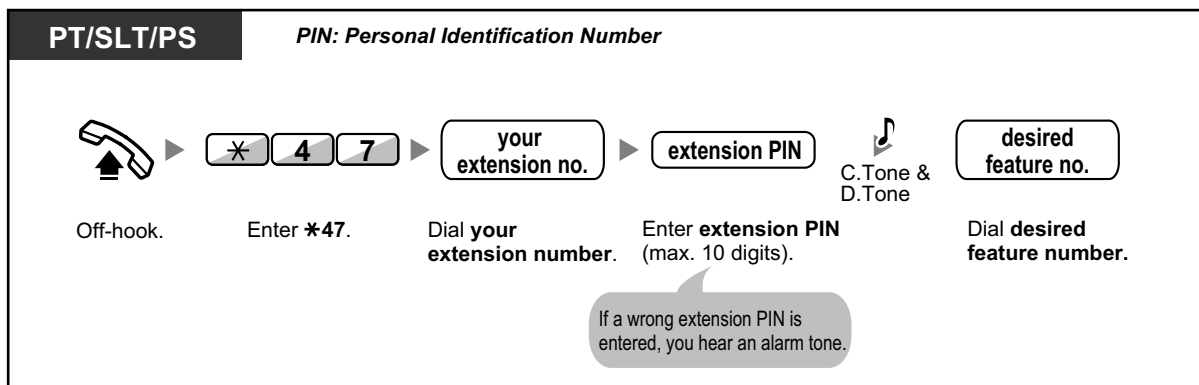 PT/SLT/PS
PIN: Personal Identification Number
✳ 4 7
your
extension no.
extension PIN
C.Tone &
D.Tone
desired
feature no.
Off-hook.
Enter ✳47.
Dial your
extension number.
Enter extension PIN
(max. 10 digits).
Dial desired
feature number.
If a wrong extension PIN is
entered, you hear an alarm tone.